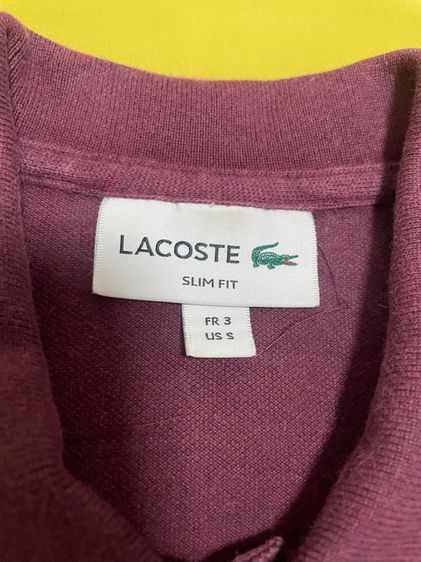 LACOSTE
SLIM FIT
FR 3
US S